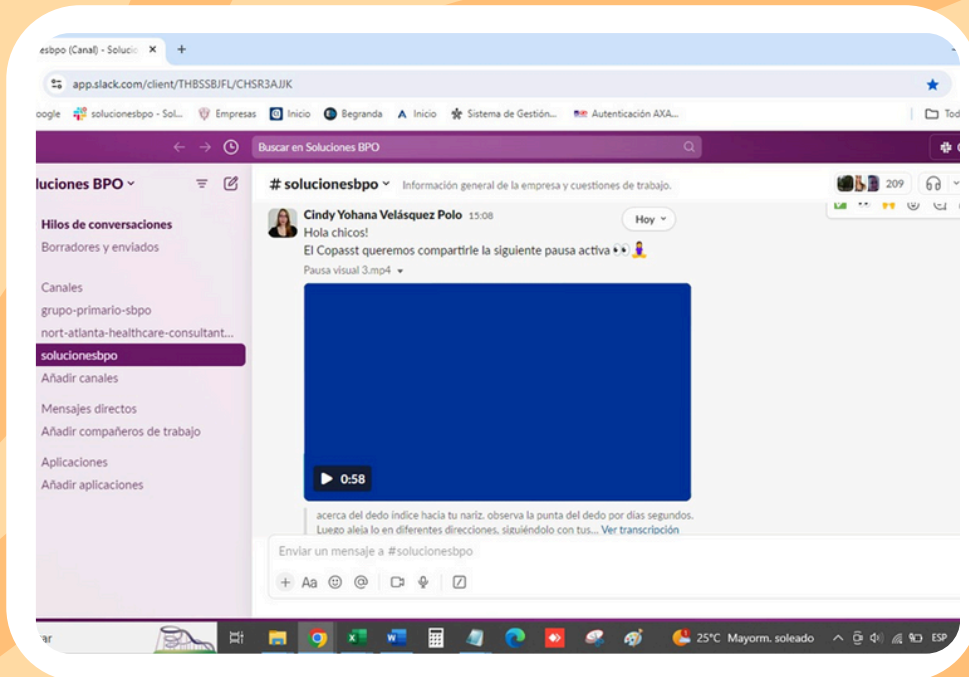 esbpo (Canal) - Solucio
app.slack.com/client/THBSSBJFL/CHSR3AJJK
oogle solucionesbpo - Sol... Empresas Inicio Begranda Inicio Sistema de Gestión... Autenticación AXA... Tod
Buscar en Soluciones BPO
luciones BPO
# solucionesbpo Información general de la empresa y cuestiones de trabajo. 209
Hilos de conversaciones
Borradores y enviados
Canales
grupo-primario-sbpo
nort-atlanta-healthcare-consultant...
solucionesbpo
Añadir canales
Mensajes directos
Añadir compañeros de trabajo
Aplicaciones
Añadir aplicaciones
Cindy Yohana Velásquez Polo 15:08
Hoy
Hola chicos!
El Copasst queremos compartirle la siguiente pausa activa
Pausa visual 3.mp4
0:58
acerca del dedo índice hacia tu nariz. observa la punta del dedo por días segundos.
Luego aleja lo en diferentes direcciones, siguiéndolo con tus... Ver transcripción
Enviar un mensaje a #solucionesbpo
Aa
ar
25°C Mayorm. soleado ESP